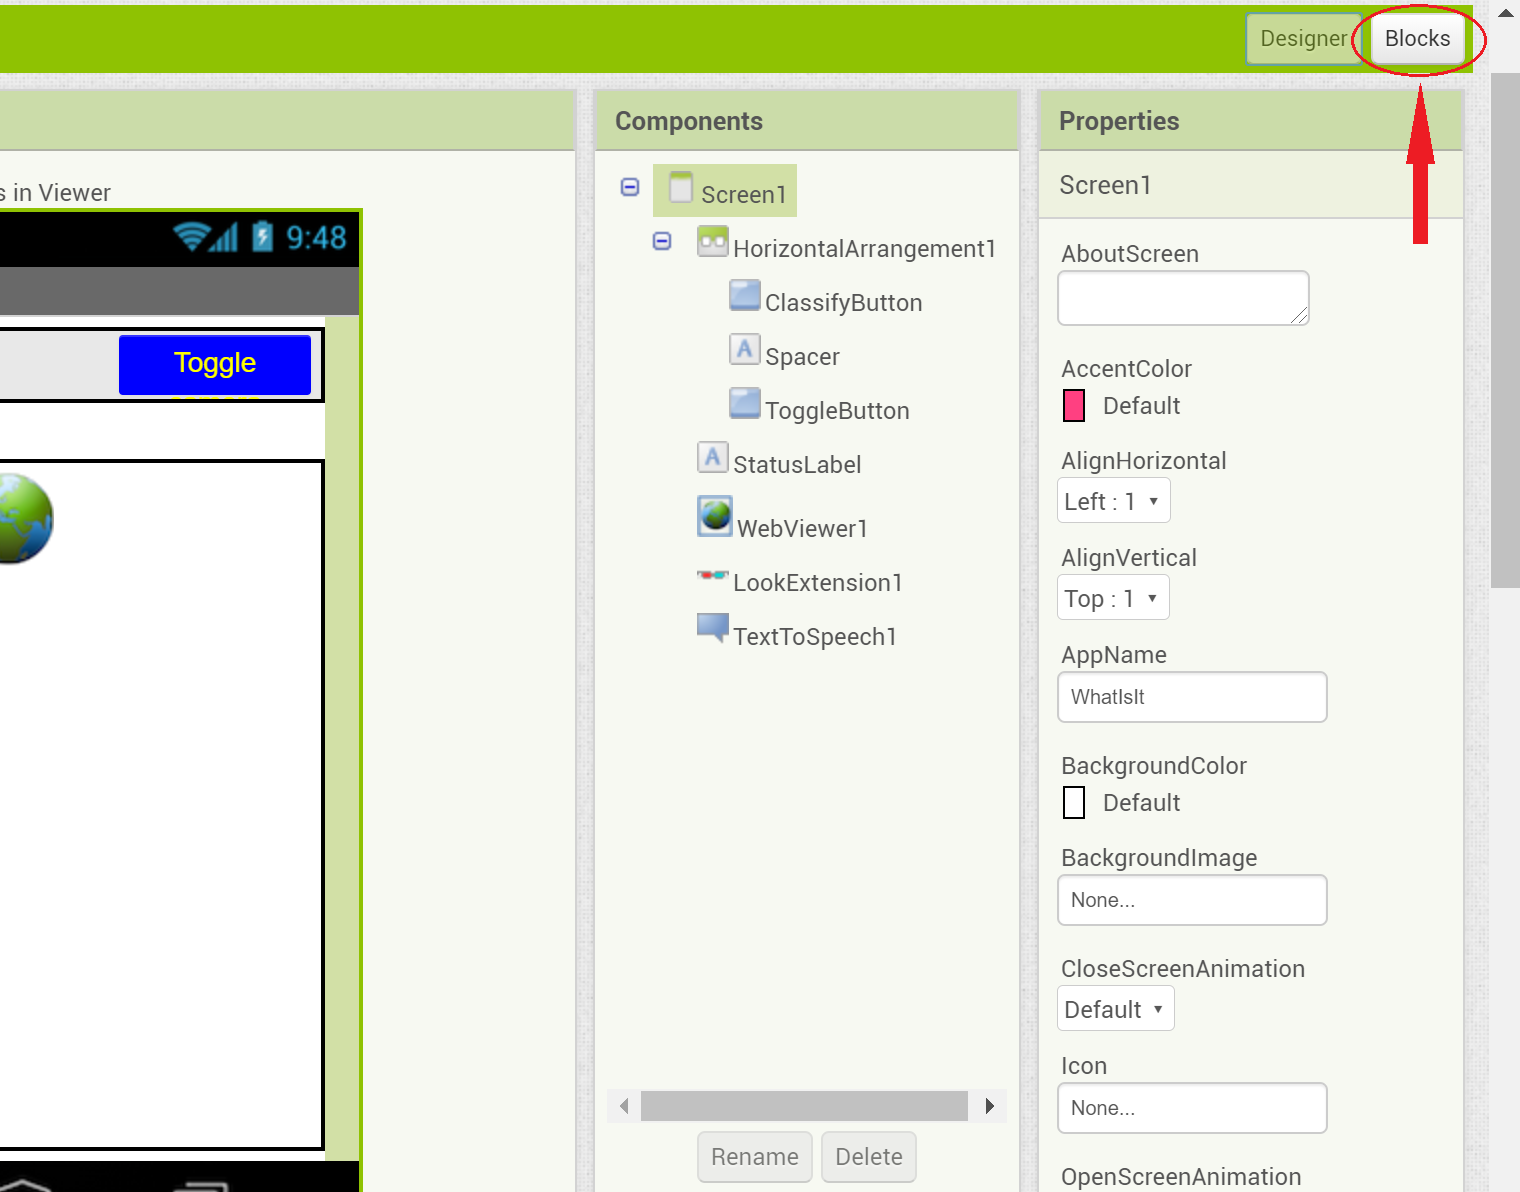 Designer
Blocks
Components
Properties
s in Viewer
Screen1
Screen1
9:48
HorizontalArrangement1
AboutScreen
ClassifyButton
Toggle
Spacer
AccentColor
Default
ToggleButton
StatusLabel
AlignHorizontal
Left : 1
WebViewer1
AlignVertical
LookExtension1
Top : 1
TextToSpeech1
AppName
WhatIsIt
BackgroundColor
Default
BackgroundImage
None...
CloseScreenAnimation
Default
Icon
None...
Rename
Delete
OpenScreenAnimation